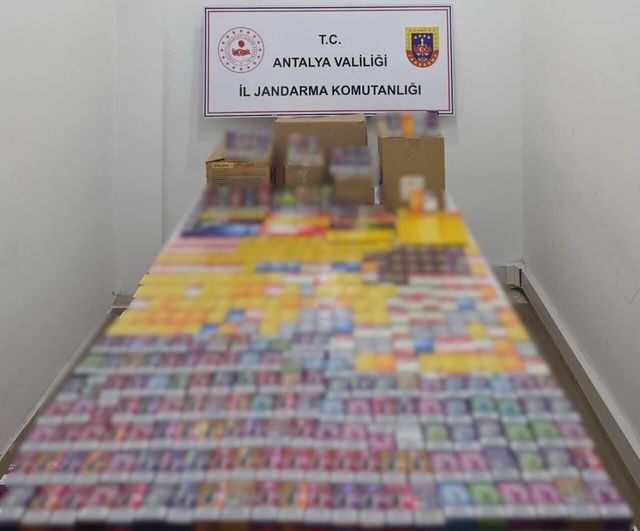 T.C.
ANTALYA VALİLİĞİ
İL JANDARMA KOMUTANLIĞI